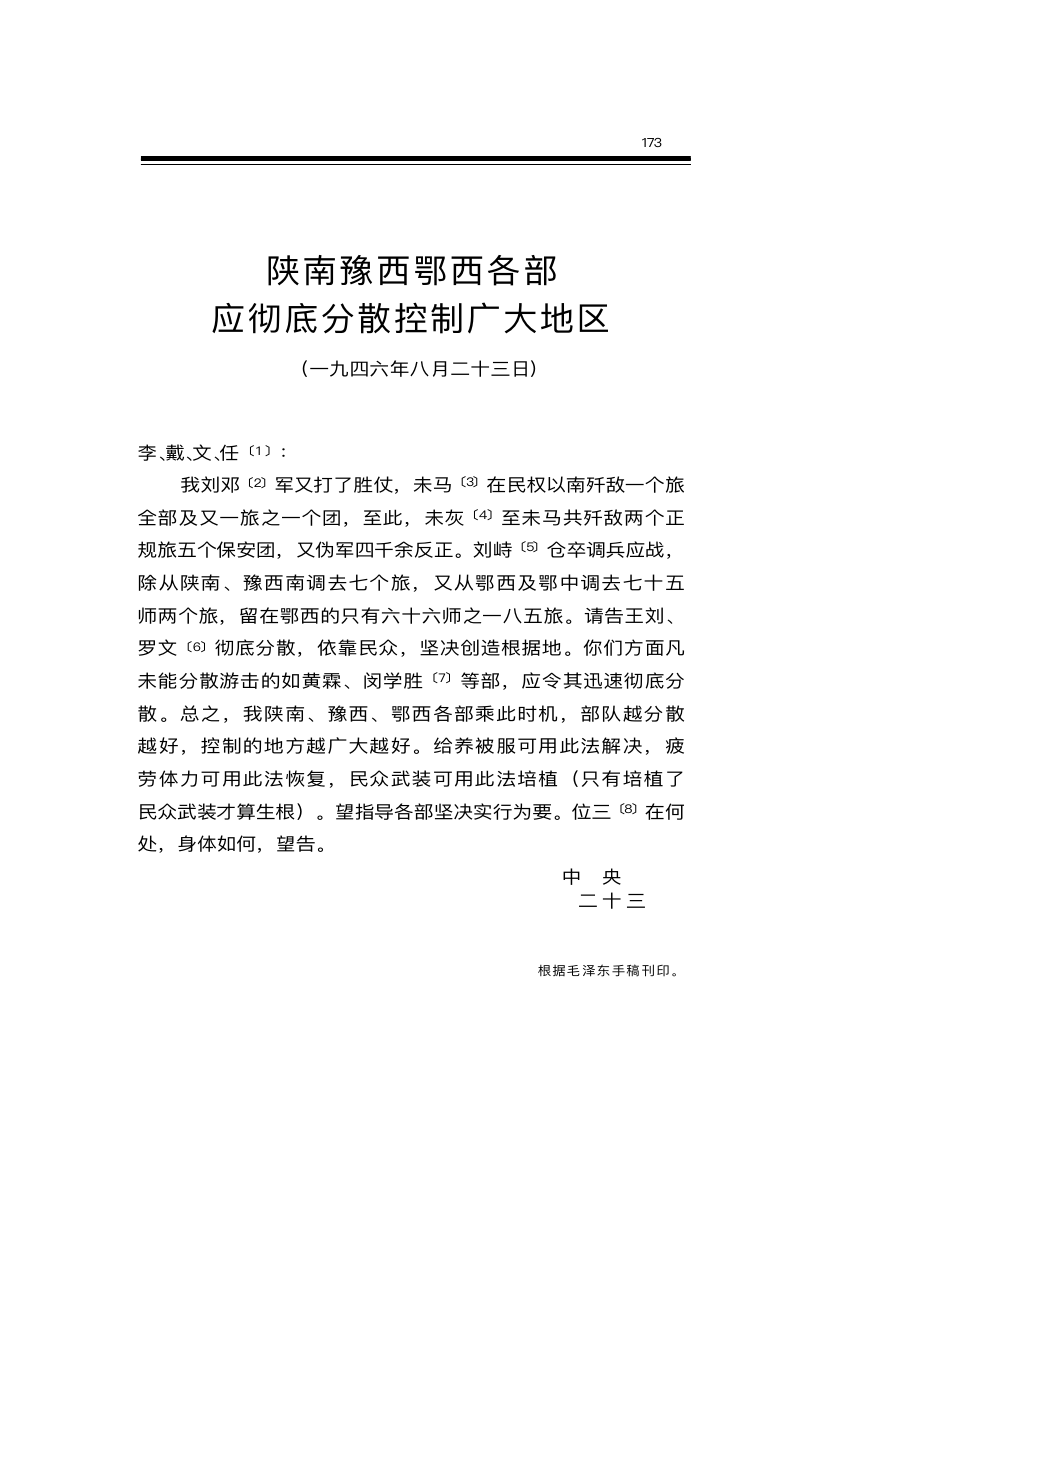 173
陕南豫西鄂西各部
应彻底分散控制广大地区
（一九四六年八月二十三日）
李、戴、文、任〔1〕：
我刘邓〔2〕军又打了胜仗，未马〔3〕在民权以南歼敌一个旅
全部及又一旅之一个团，至此，未灰〔4〕至未马共歼敌两个正
规旅五个保安团，又伪军四千余反正。刘峙〔5〕仓卒调兵应战，
除从陕南、豫西南调去七个旅，又从鄂西及鄂中调去七十五
师两个旅，留在鄂西的只有六十六师之一八五旅。请告王刘、
罗文〔6〕彻底分散，依靠民众，坚决创造根据地。你们方面凡
未能分散游击的如黄霖、闵学胜〔7〕等部，应令其迅速彻底分
散。总之，我陕南、豫西、鄂西各部乘此时机，部队越分散
越好，控制的地方越广大越好。给养被服可用此法解决，疲
劳体力可用此法恢复，民众武装可用此法培植（只有培植了
民众武装才算生根）。望指导各部坚决实行为要。位三〔8〕在何
处，身体如何，望告。
中　央
二十三
根据毛泽东手稿刊印。